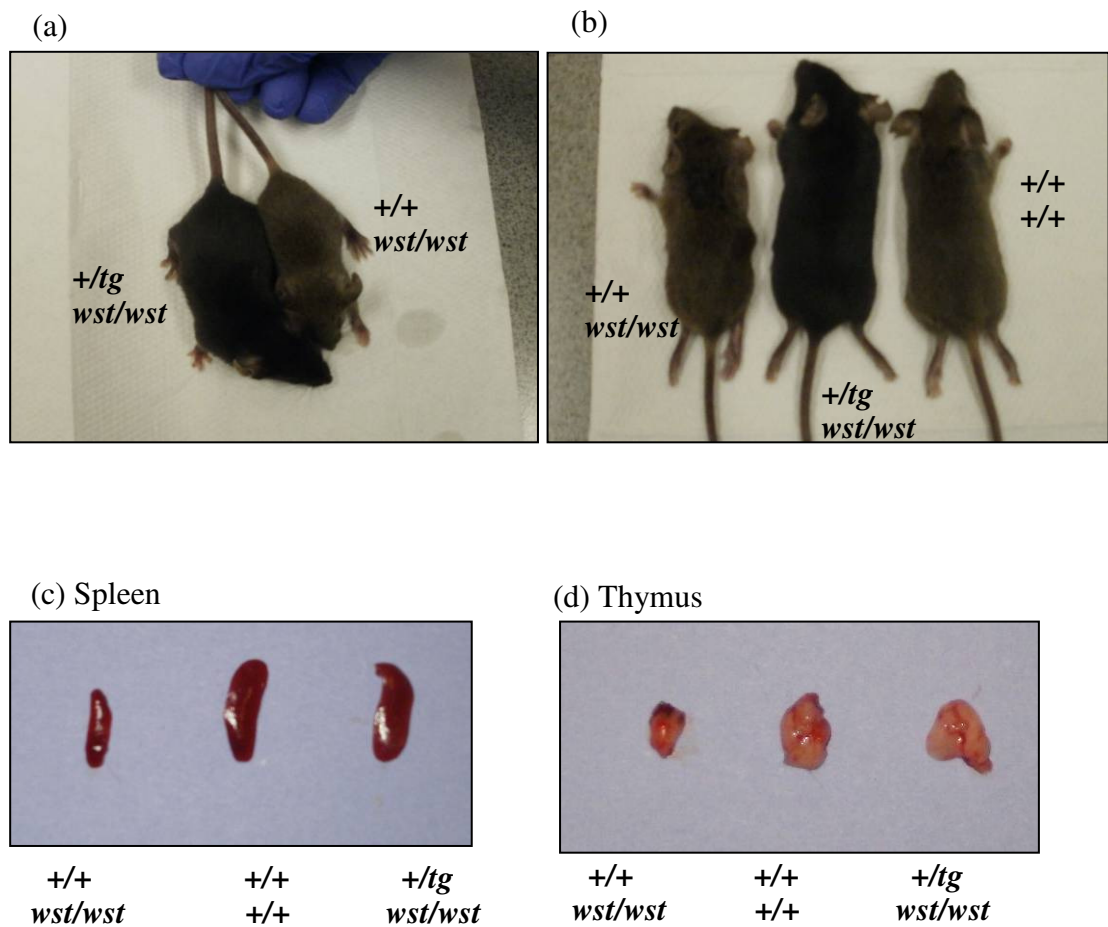 (a)
(b)
+/+
wst/wst
+/tg
wst/wst
+/+
+/+
+/+
wst/wst
+/tg
wst/wst
(c) Spleen
(d) Thymus
+/+
wst/wst
+/+
+/+
+/tg
wst/wst
+/+
wst/wst
+/+
+/+
+/tg
wst/wst